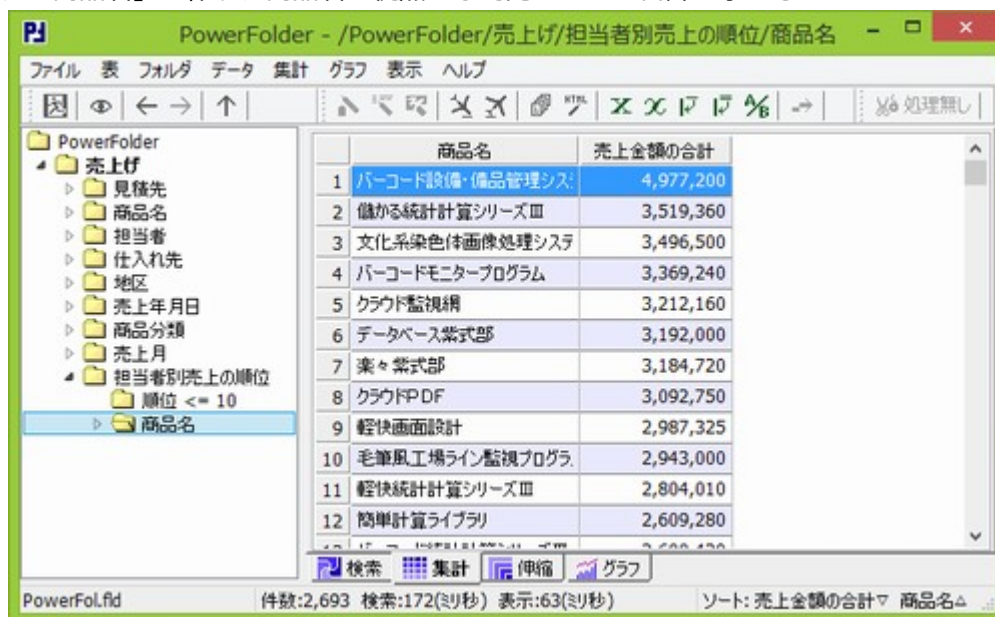 PowerFolder - /PowerFolder/売上げ/担当者別売上の順位/商品名
ファイル 表 フォルダ データ 集計 グラフ 表示 ヘルプ
HTML 処理無し
PowerFolder
売上げ
見積先
商品名
担当者
仕入れ先
地区
売上年月日
商品分類
売上月
担当者別売上の順位
順位 <= 10
商品名
商品名 売上金額の合計
1 バーコード設備・備品管理シス 4,977,200
2 儲かる統計計算シリーズⅢ 3,519,360
3 文化系染色体画像処理システ 3,496,500
4 バーコードモニタープログラム 3,369,240
5 クラウド監視網 3,212,160
6 データベース紫式部 3,192,000
7 楽々紫式部 3,184,720
8 クラウドPDF 3,092,750
9 軽快画面設計 2,987,325
10 毛筆風工場ライン監視プログラ 2,943,000
11 軽快統計計算シリーズⅢ 2,804,010
12 簡単計算ライブラリ 2,609,280
検索 集計 伸縮 グラフ
PowerFol.fld 件数:2,693 検索:172(ミリ秒) 表示:63(ミリ秒) ソート: 売上金額の合計▽ 商品名△